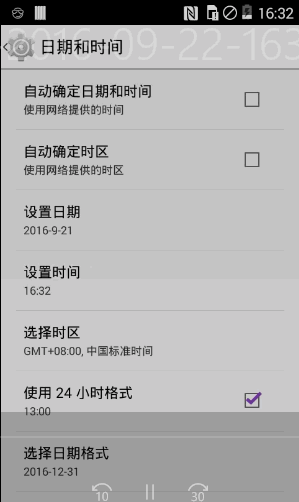 16:32
2016-09-22-163
日期和时间
自动确定日期和时间
使用网络提供的时间
自动确定时区
使用网络提供的时区
设置日期
2016-9-21
设置时间
16:32
选择时区
GMT+08:00, 中国标准时间
使用 24 小时格式
13:00
选择日期格式
2016-12-31
10
30